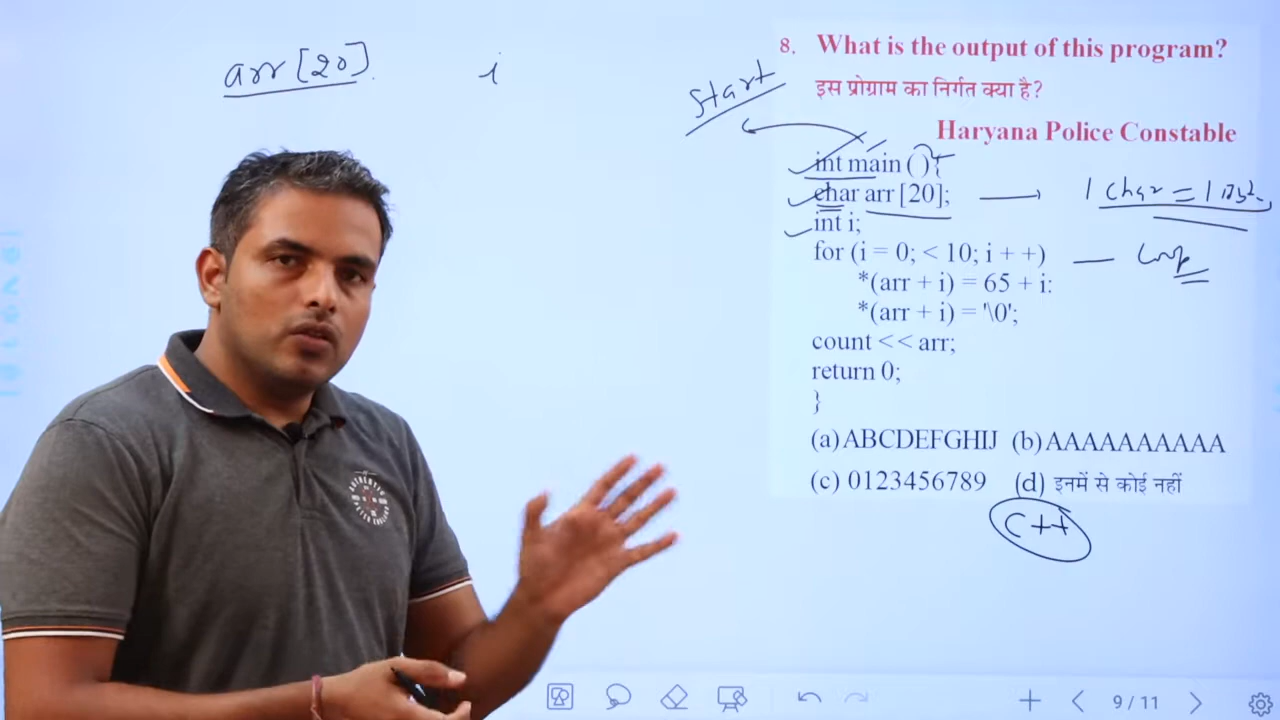 arr [20]
i
start
8. What is the output of this program?
इस प्रोग्राम का निर्गत क्या है?
Haryana Police Constable
int main ( ){
char arr [20];
1 char = 1
int i;
for (i = 0; < 10; i + +)
Loop
*(arr + i) = 65 + i:
*(arr + i) = '\0';
count << arr;
return 0;
}
(a) ABCDEFGHIJ (b) AAAAAAAAAA
(c) 0123456789 (d) इनमें से कोई नहीं
C++
9 / 11